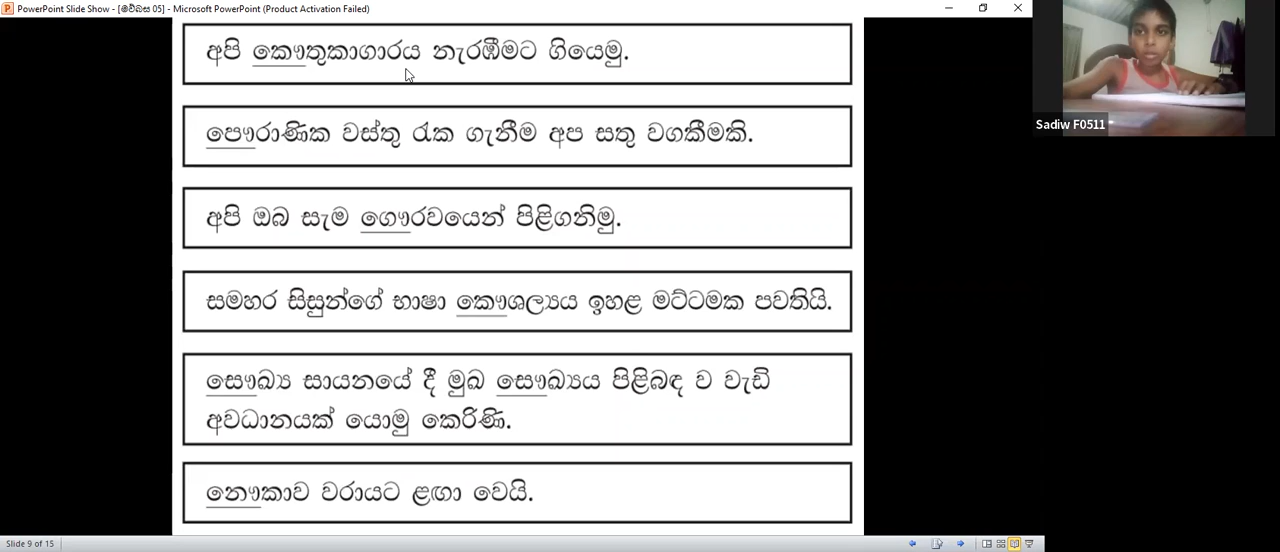 PowerPoint Slide Show - [මව්බස 05] - Microsoft PowerPoint (Product Activation Failed)
අපි කෞතුකාගාරය නැරඹීමට ගියෙමු.
පෞරාණික වස්තු රැක ගැනීම අප සතු වගකීමකි.
අපි ඔබ සැම ගෞරවයෙන් පිළිගනිමු.
සමහර සිසුන්ගේ භාෂා කෞශල්‍යය ඉහළ මට්ටමක පවතියි.
සෞඛ්‍ය සායනයේ දී මුඛ සෞඛ්‍යය පිළිබඳ ව වැඩි
අවධානයක් යොමු කෙරිණි.
නෞකාව වරායට ළඟා වෙයි.
Sadiw F0511
Slide 9 of 15